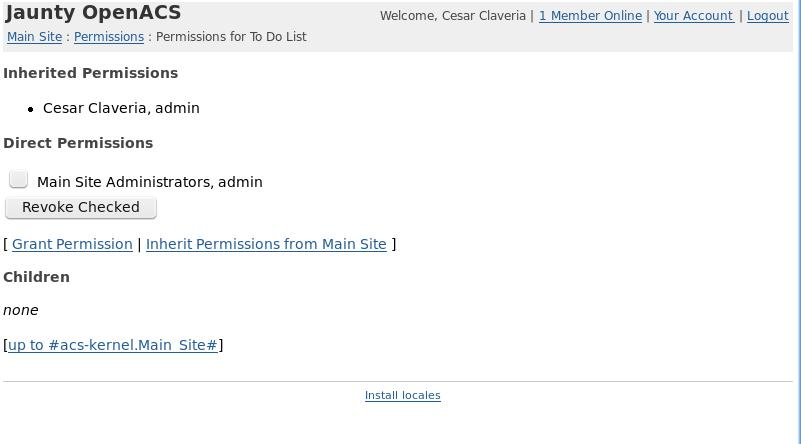 Jaunty OpenACS
Welcome, Cesar Claveria | 1 Member Online | Your Account | Logout
Main Site : Permissions : Permissions for To Do List
Inherited Permissions
• Cesar Claveria, admin
Direct Permissions
Main Site Administrators, admin
Revoke Checked
[ Grant Permission | Inherit Permissions from Main Site ]
Children
none
[up to #acs-kernel.Main_Site#]
Install locales